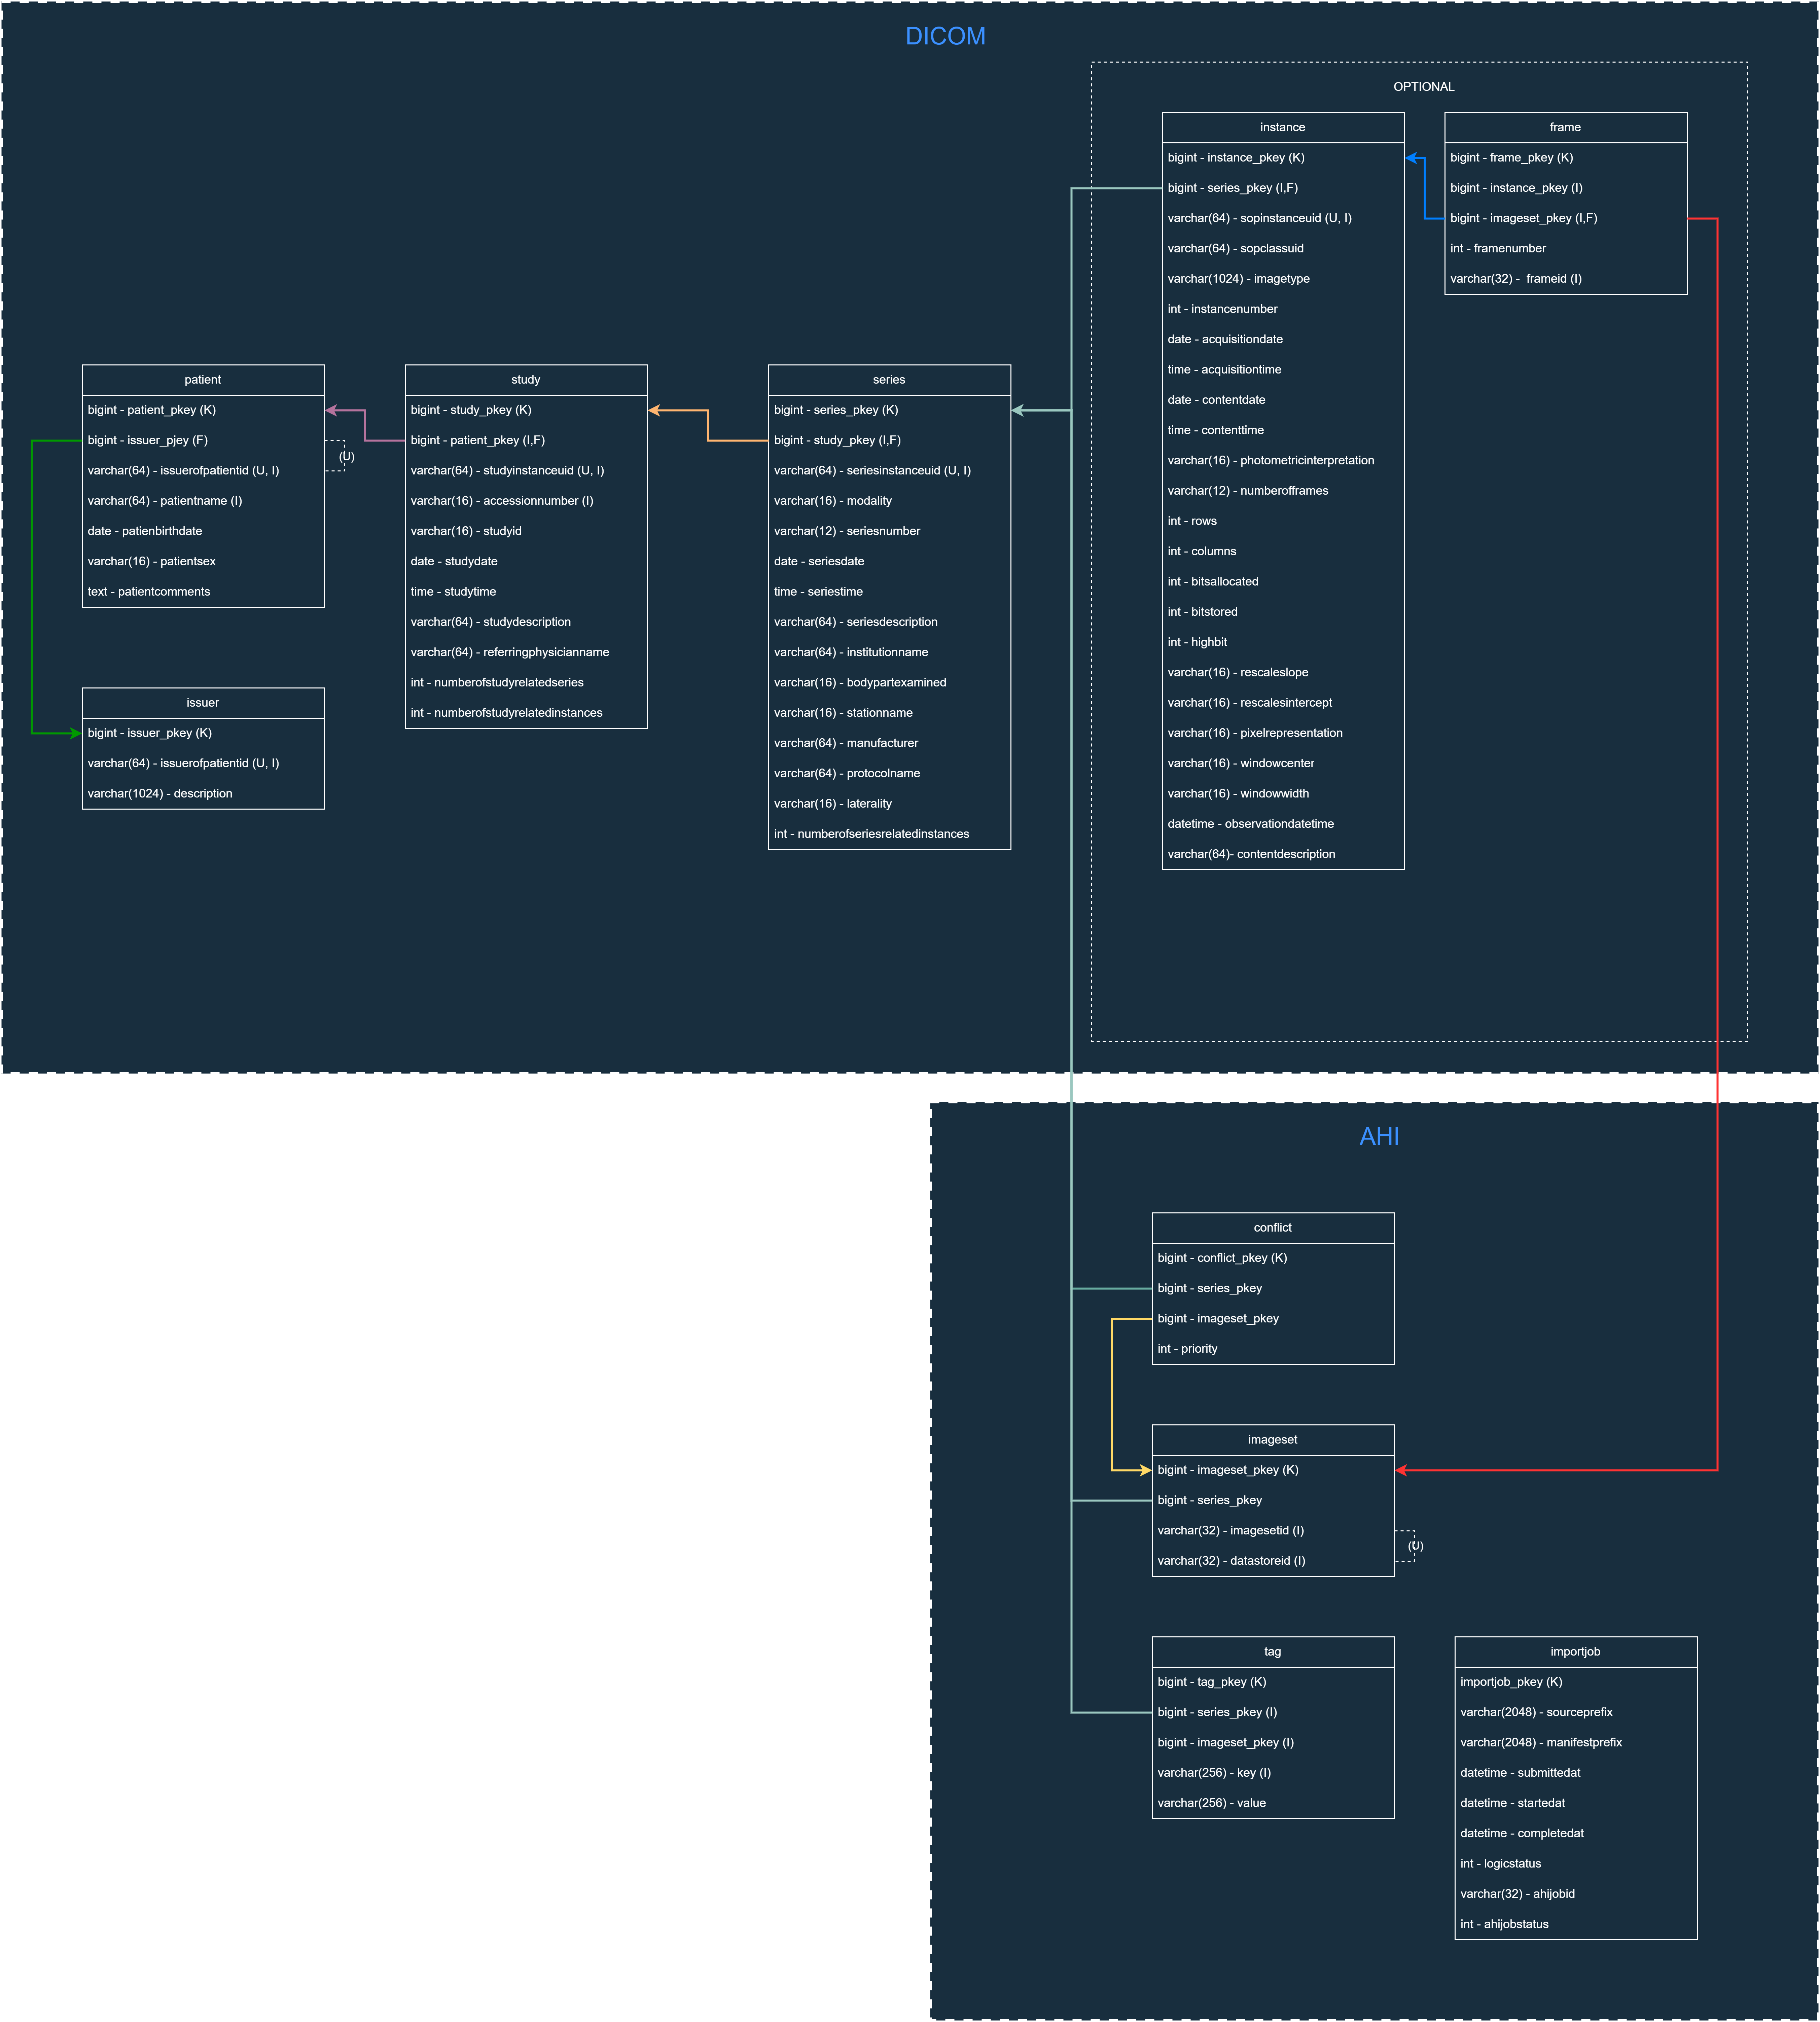 DICOM
OPTIONAL
instance
bigint - instance_pkey (K)
bigint - series_pkey (I,F)
varchar(64) - sopinstanceuid (U, I)
varchar(64) - sopclassuid
varchar(1024) - imagetype
int - instancenumber
date - acquisitiondate
time - acquisitiontime
date - contentdate
time - contenttime
varchar(16) - photometricinterpretation
varchar(12) - numberofframes
int - rows
int - columns
int - bitsallocated
int - bitstored
int - highbit
varchar(16) - rescaleslope
varchar(16) - rescalesintercept
varchar(16) - pixelrepresentation
varchar(16) - windowcenter
varchar(16) - windowwidth
datetime - observationdatetime
varchar(64)- contentdescription
frame
bigint - frame_pkey (K)
bigint - instance_pkey (I)
bigint - imageset_pkey (I,F)
int - framenumber
varchar(32) -  frameid (I)
patient
bigint - patient_pkey (K)
bigint - issuer_pjey (F)
varchar(64) - issuerofpatientid (U, I)
varchar(64) - patientname (I)
date - patienbirthdate
varchar(16) - patientsex
text - patientcomments
(U)
study
bigint - study_pkey (K)
bigint - patient_pkey (I,F)
varchar(64) - studyinstanceuid (U, I)
varchar(16) - accessionnumber (I)
varchar(16) - studyid
date - studydate
time - studytime
varchar(64) - studydescription
varchar(64) - referringphysicianname
int - numberofstudyrelatedseries
int - numberofstudyrelatedinstances
series
bigint - series_pkey (K)
bigint - study_pkey (I,F)
varchar(64) - seriesinstanceuid (U, I)
varchar(16) - modality
varchar(12) - seriesnumber
date - seriesdate
time - seriestime
varchar(64) - seriesdescription
varchar(64) - institutionname
varchar(16) - bodypartexamined
varchar(16) - stationname
varchar(64) - manufacturer
varchar(64) - protocolname
varchar(16) - laterality
int - numberofseriesrelatedinstances
issuer
bigint - issuer_pkey (K)
varchar(64) - issuerofpatientid (U, I)
varchar(1024) - description
AHI
conflict
bigint - conflict_pkey (K)
bigint - series_pkey
bigint - imageset_pkey
int - priority
imageset
bigint - imageset_pkey (K)
bigint - series_pkey
varchar(32) - imagesetid (I)
varchar(32) - datastoreid (I)
(U)
tag
bigint - tag_pkey (K)
bigint - series_pkey (I)
bigint - imageset_pkey (I)
varchar(256) - key (I)
varchar(256) - value
importjob
importjob_pkey (K)
varchar(2048) - sourceprefix
varchar(2048) - manifestprefix
datetime - submittedat
datetime - startedat
datetime - completedat
int - logicstatus
varchar(32) - ahijobid
int - ahijobstatus